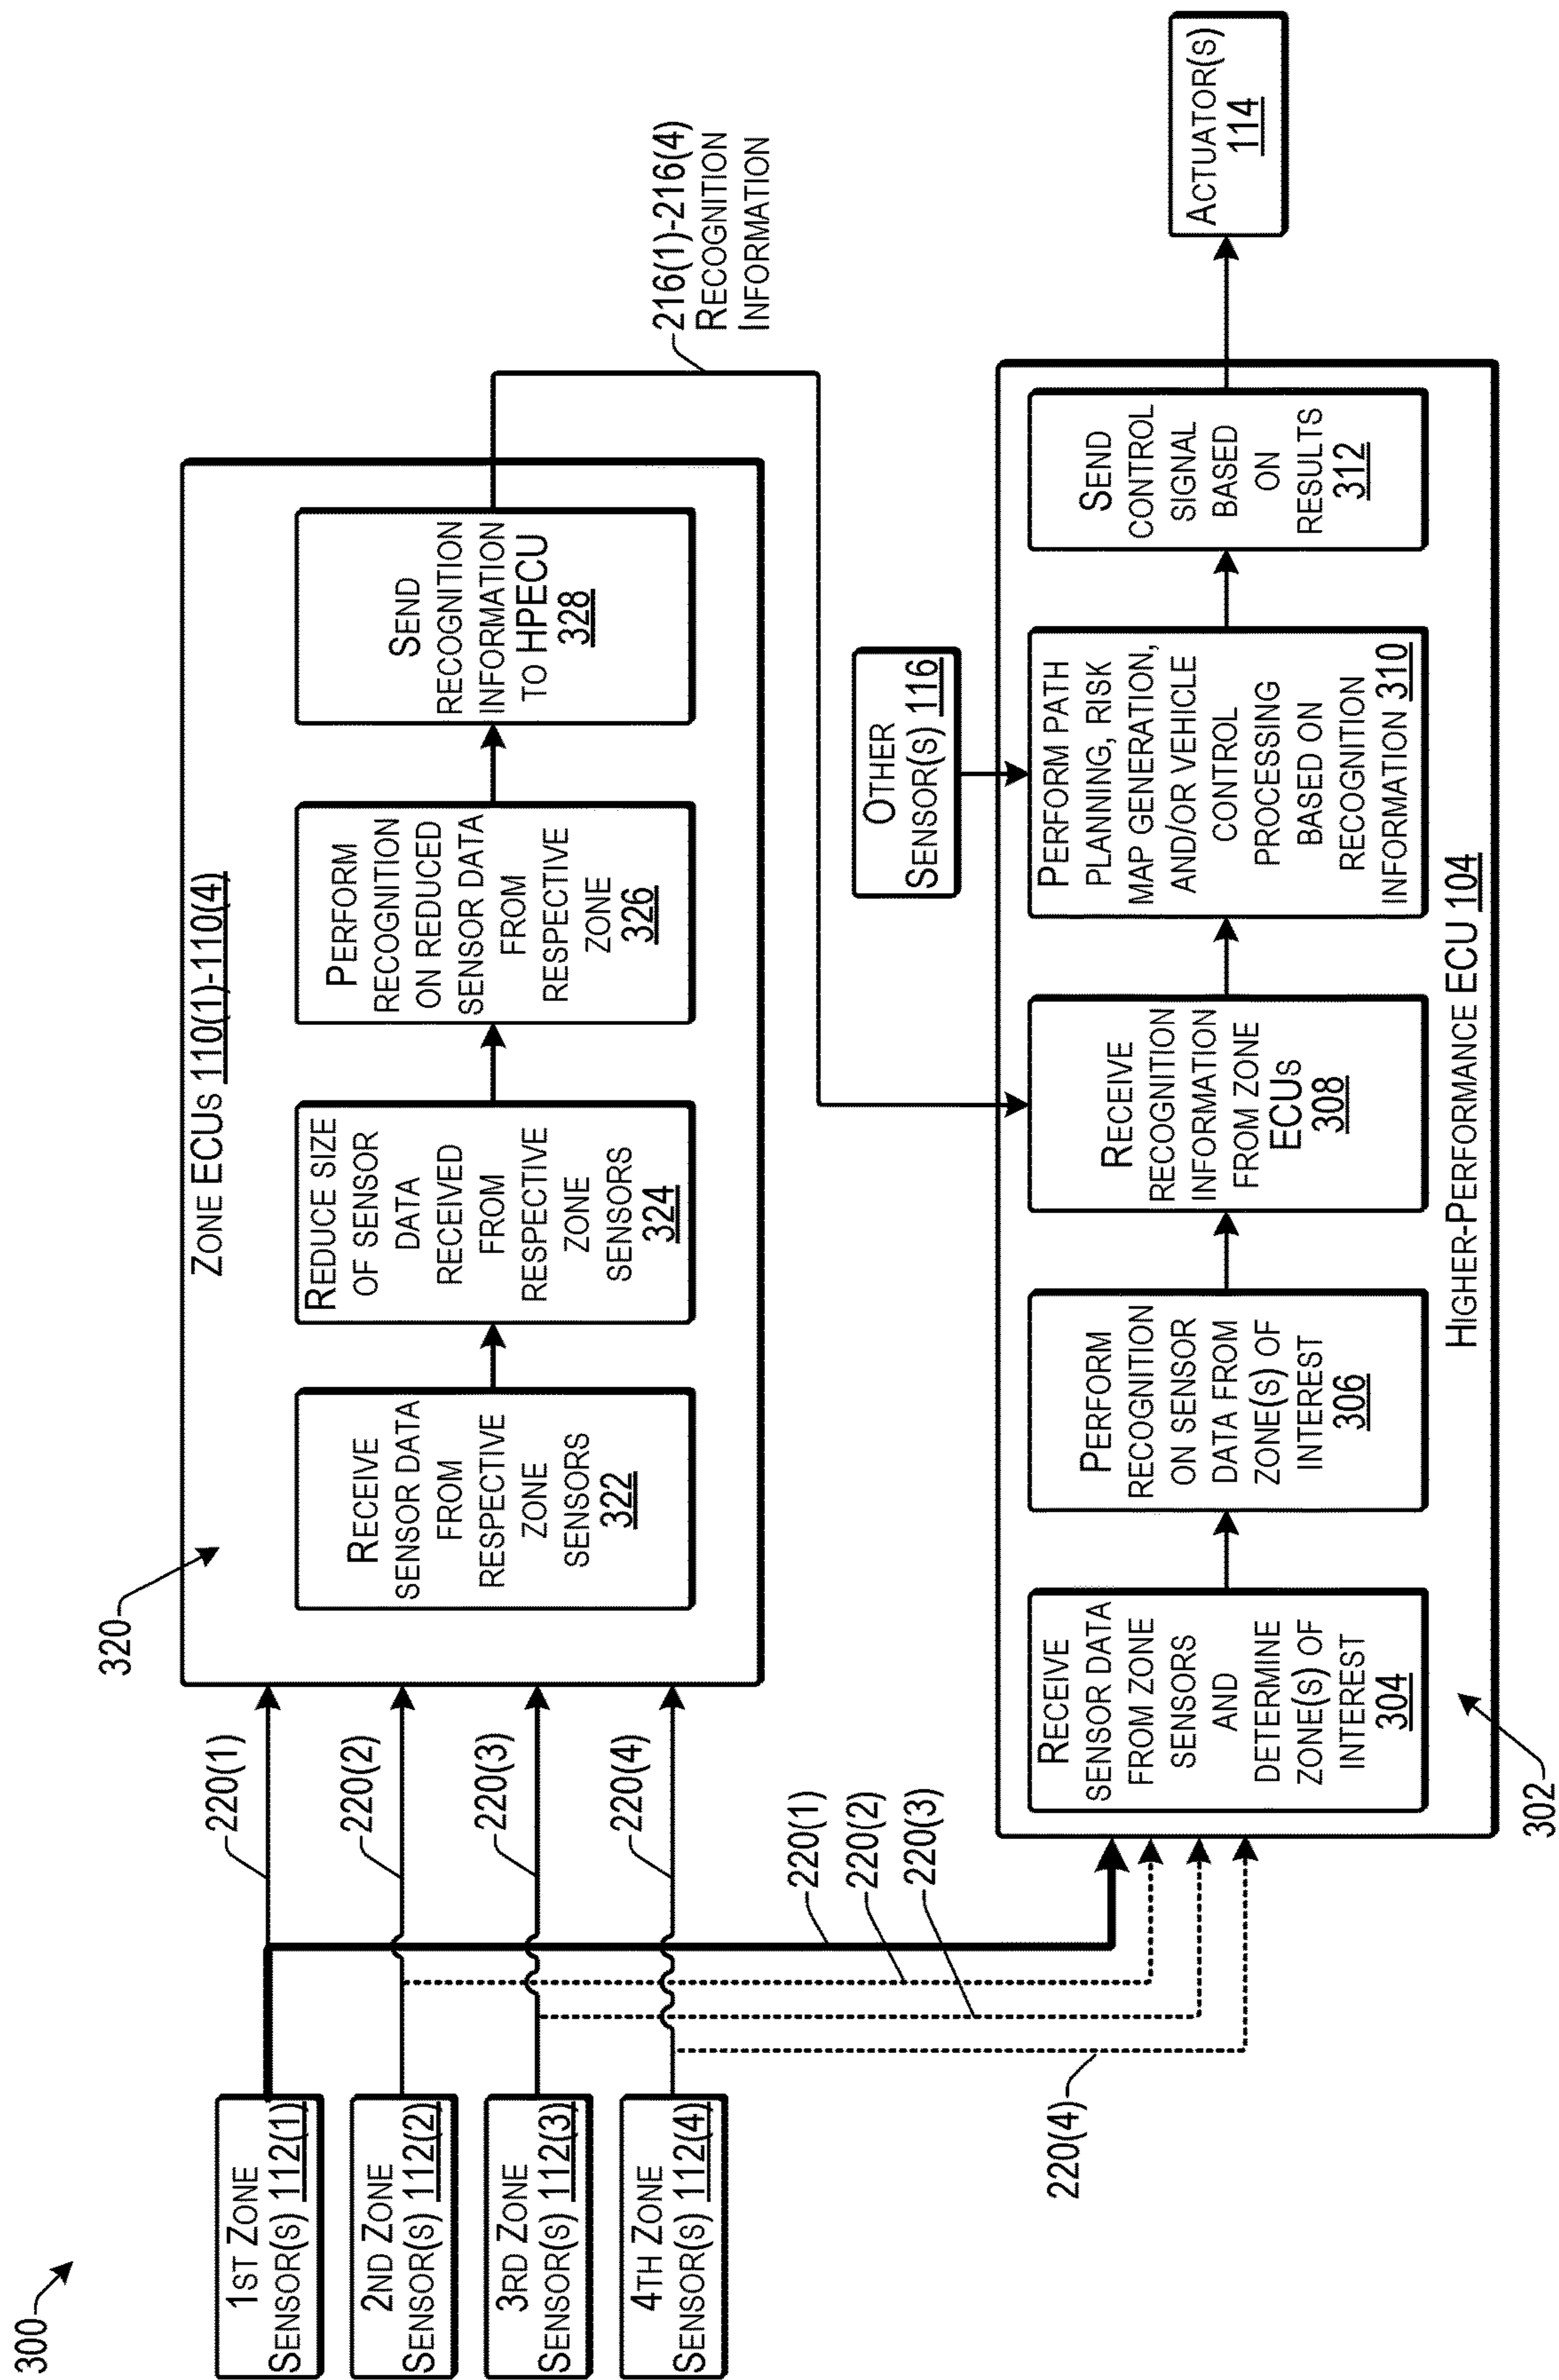 300
320
ZONE ECUS 110(1)-110(4)
1ST ZONE
SENSOR(S) 112(1)
2ND ZONE
SENSOR(S) 112(2)
3RD ZONE
SENSOR(S) 112(3)
4TH ZONE
SENSOR(S) 112(4)
220(1)
220(2)
220(3)
220(4)
RECEIVE
SENSOR DATA
FROM
RESPECTIVE
ZONE
SENSORS
322
REDUCE SIZE
OF SENSOR
DATA
RECEIVED
FROM
RESPECTIVE
ZONE
SENSORS
324
PERFORM
RECOGNITION
ON REDUCED
SENSOR DATA
FROM
RESPECTIVE
ZONE
326
SEND
RECOGNITION
INFORMATION
TO HPECU
328
216(1)-216(4)
RECOGNITION
INFORMATION
220(1)
220(2)
220(3)
220(4)
OTHER
SENSOR(S) 116
RECEIVE
SENSOR DATA
FROM ZONE
SENSORS
AND
DETERMINE
ZONE(S) OF
INTEREST
304
PERFORM
RECOGNITION
ON SENSOR
DATA FROM
ZONE(S) OF
INTEREST
306
RECEIVE
RECOGNITION
INFORMATION
FROM ZONE
ECUS
308
PERFORM PATH
PLANNING, RISK
MAP GENERATION,
AND/OR VEHICLE
CONTROL
PROCESSING
BASED ON
RECOGNITION
INFORMATION 310
SEND
CONTROL
SIGNAL
BASED
ON
RESULTS
312
ACTUATOR(S)
114
HIGHER-PERFORMANCE ECU 104
302